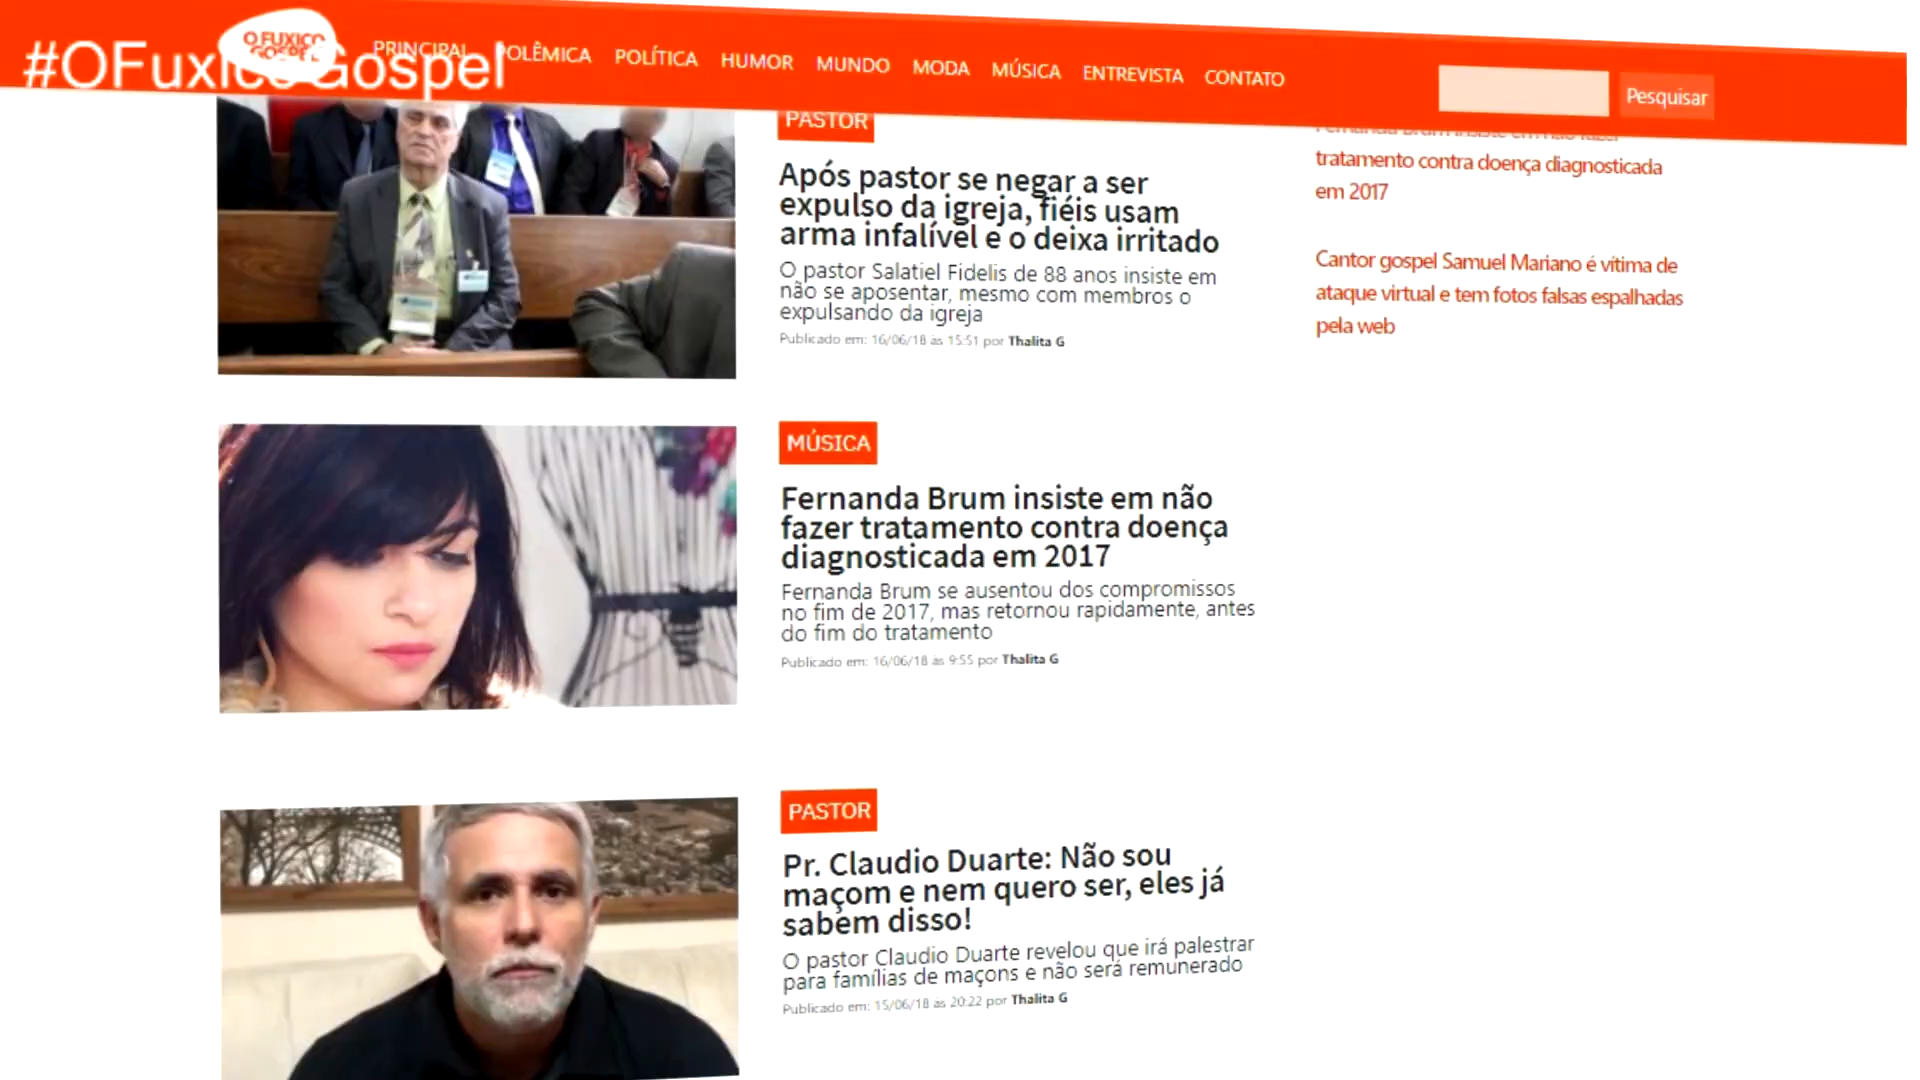 #OFuxicoGospel
O FUXICO
GOSPEL
PRINCIPAL POLÊMICA POLÍTICA HUMOR MUNDO MODA MÚSICA ENTREVISTA CONTATO
Pesquisar
PASTOR
Após pastor se negar a ser
expulso da igreja, fiéis usam
arma infalível e o deixa irritado
O pastor Salatiel Fidelis de 88 anos insiste em
não se aposentar, mesmo com membros o
expulsando da igreja
Publicado em: 16/06/18 às 15:51 por Thalita G
MÚSICA
Fernanda Brum insiste em não
fazer tratamento contra doença
diagnosticada em 2017
Fernanda Brum se ausentou dos compromissos
no fim de 2017, mas retornou rapidamente, antes
do fim do tratamento
Publicado em: 16/06/18 às 9:55 por Thalita G
PASTOR
Pr. Claudio Duarte: Não sou
maçom e nem quero ser, eles já
sabem disso!
O pastor Claudio Duarte revelou que irá palestrar
para famílias de maçons e não será remunerado
Publicado em: 15/06/18 às 20:22 por Thalita G
Fernanda Brum insiste em não fazer
tratamento contra doença diagnosticada
em 2017
Cantor gospel Samuel Mariano é vítima de
ataque virtual e tem fotos falsas espalhadas
pela web